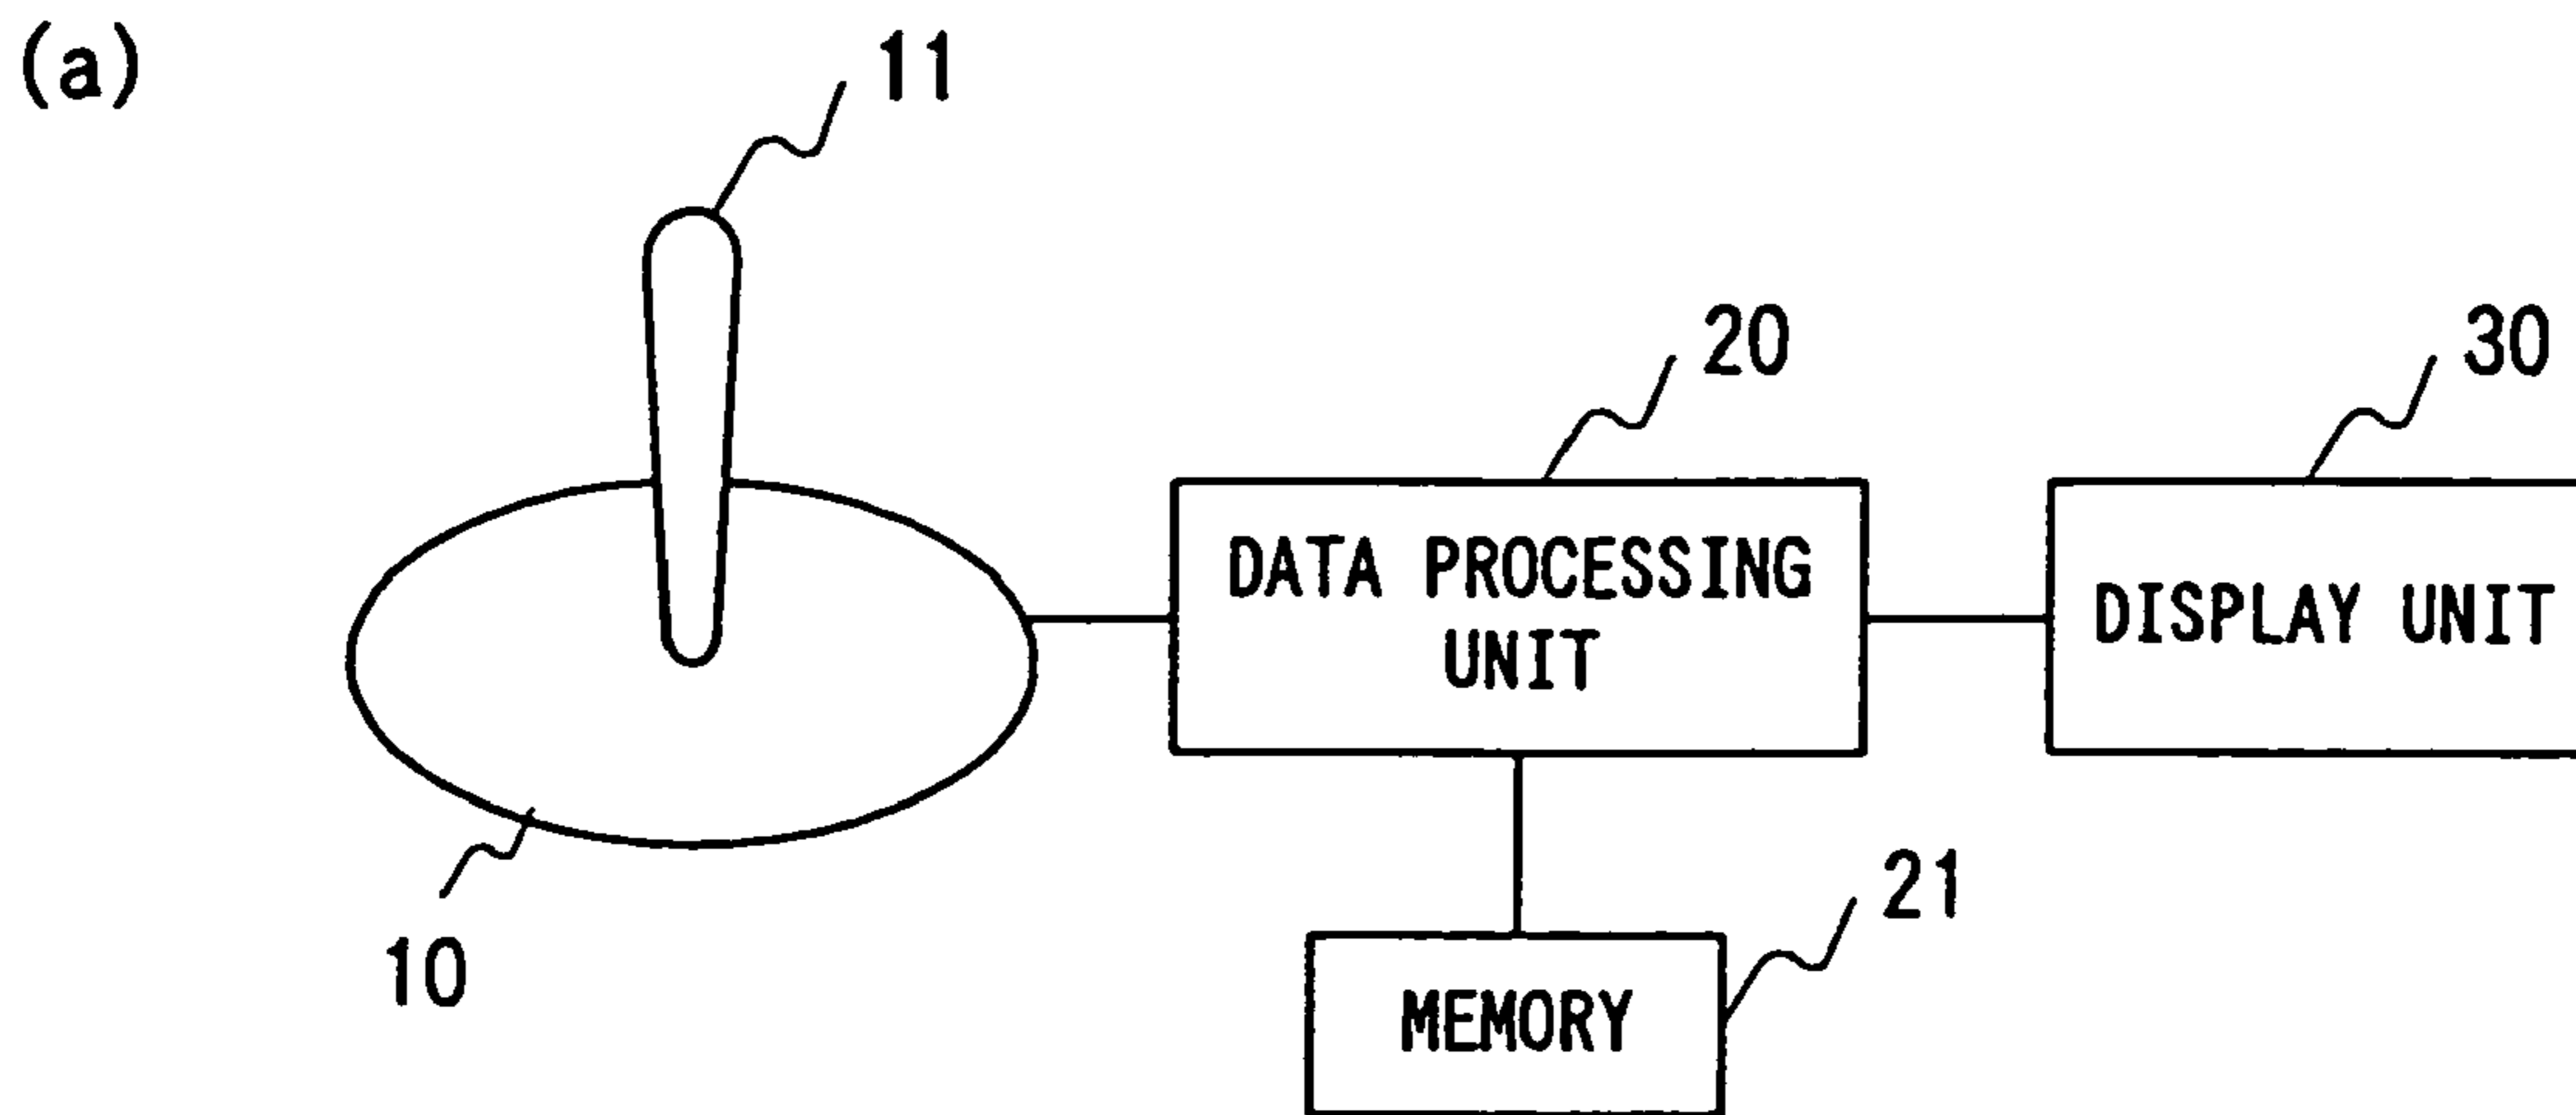 (a)
11
20
30
DATA PROCESSING
UNIT
DISPLAY UNIT
10
21
MEMORY